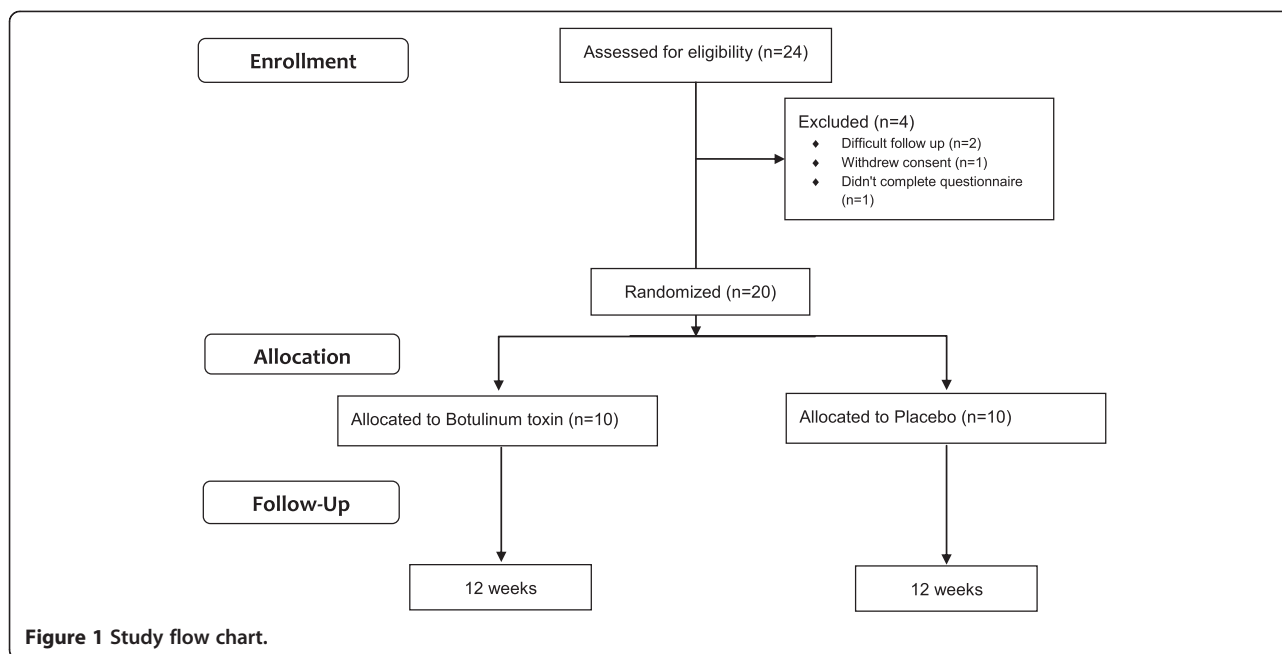 Enrollment
Assessed for eligibility (n=24)
Excluded (n=4)
♦ Difficult follow up (n=2)
♦ Withdrew consent (n=1)
♦ Didn't complete questionnaire
(n=1)
Randomized (n=20)
Allocation
Allocated to Botulinum toxin (n=10)
Allocated to Placebo (n=10)
Follow-Up
12 weeks
12 weeks
Figure 1 Study flow chart.